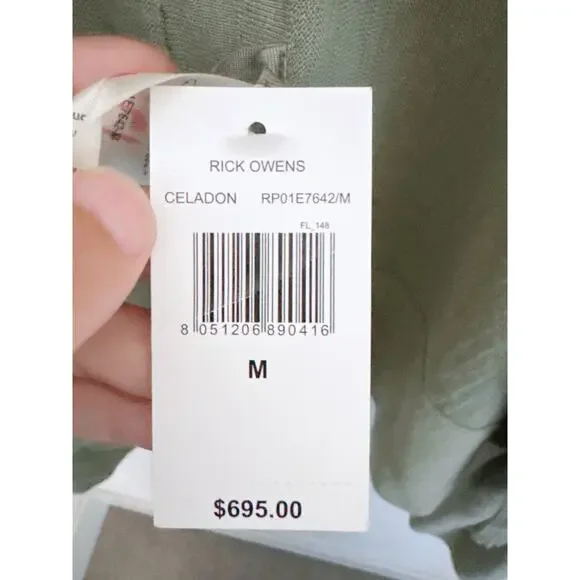 RICK OWENS
CELADON RP01E7642/M
FL_148
8 051206 890416
M
$695.00